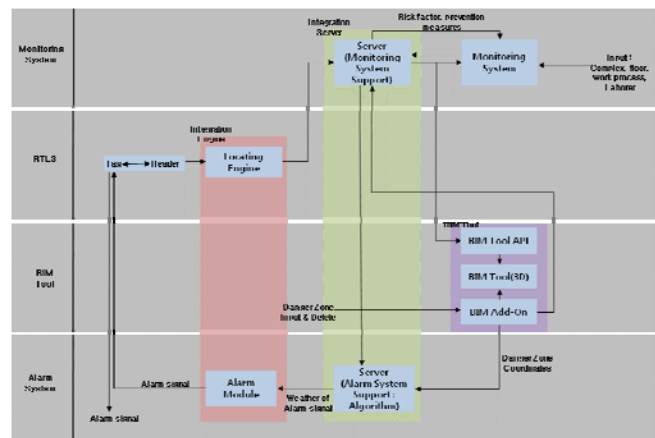 Integration
Server
Risk factor, prevention
measures
Monitoring
System
Server
(Monitoring
System
Support)
Monitoring
System
Input :
Complex, floor,
work process,
Laborer
RTLS
Integration
Engine
Header
Locating
Engine
BIM
Tool
BIM Tool
BIM Tool API
BIM Tool(3D)
BIM Add-On
Danger Zone
Input & Delete
Danger Zone
Coordinates
Alarm
System
Alarm signal
Alarm signal
Alarm
Module
Weather of
Alarm signal
Server
(Alarm System
Support :
Algorithm)